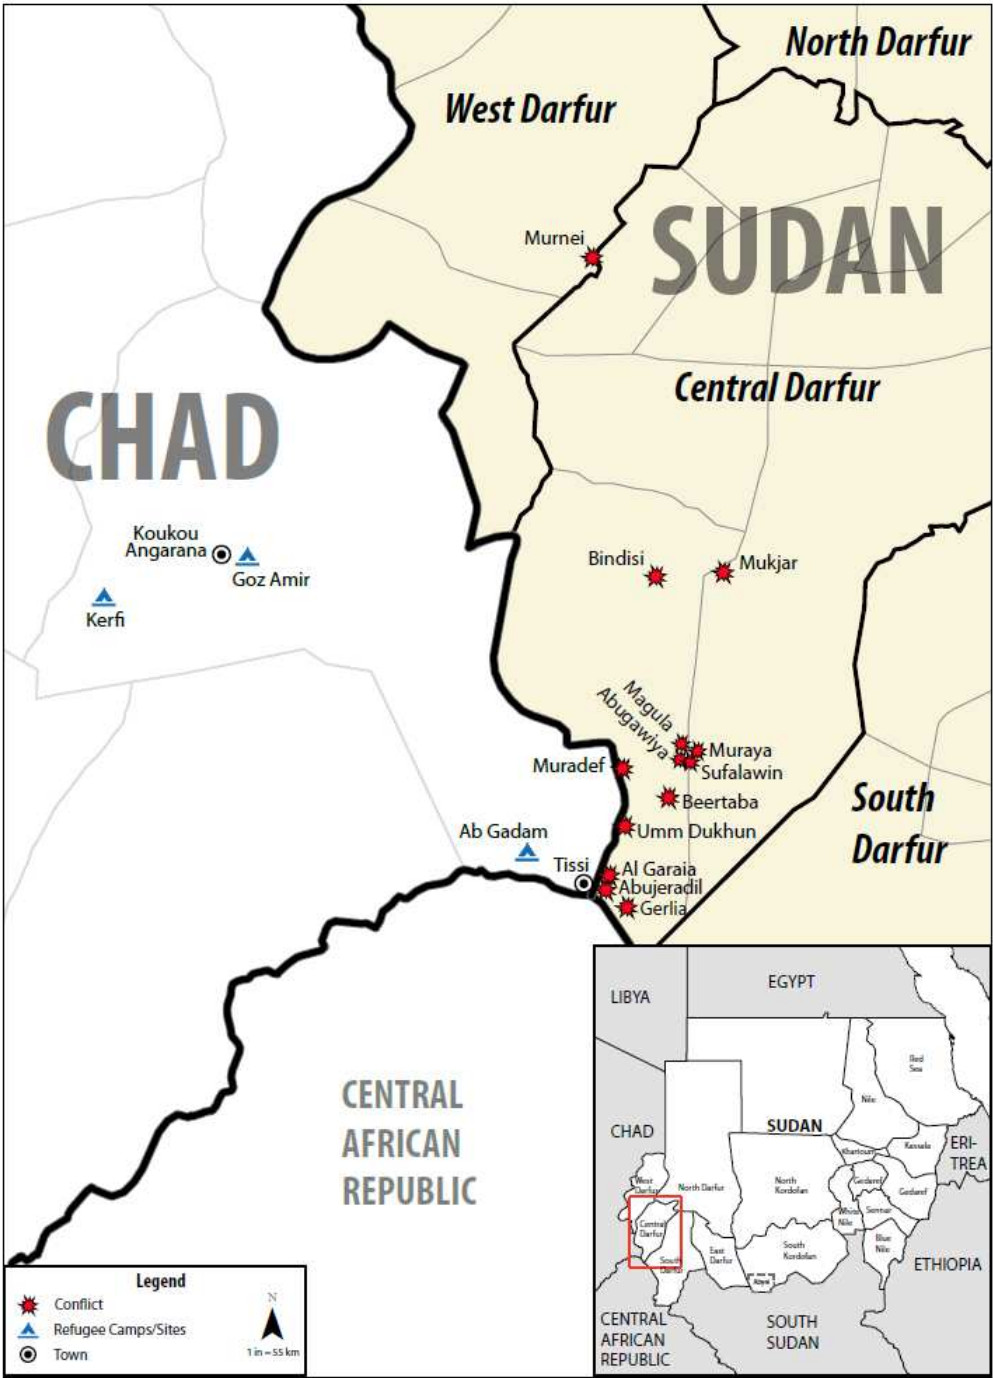 North Darfur
West Darfur
SUDAN
Murnei
Central Darfur
CHAD
Koukou
Angarana
Goz Amir
Kerfi
Bindisi
Mukjar
Magula
Abugawiya
Muraya
Sufalawin
Muradef
Beertaba
South
Darfur
Ab Gadam
Umm Dukhun
Tissi
Al Garaia
Abujeradil
Gerlia
CENTRAL
AFRICAN
REPUBLIC
Legend
Conflict
Refugee Camps/Sites
Town
N
1 in = 55 km
LIBYA
EGYPT
Red
Sea
Nile
CHAD
SUDAN
ERI-
TREA
Khartoum
Kassala
West
Darfur
North Darfur
North
Kordofan
Gedaref
Gedaref
White
Nile
Sennar
Central
Darfur
Blue
Nile
South
Darfur
East
Darfur
South
Kordofan
Abyei
ETHIOPIA
CENTRAL
AFRICAN
REPUBLIC
SOUTH
SUDAN